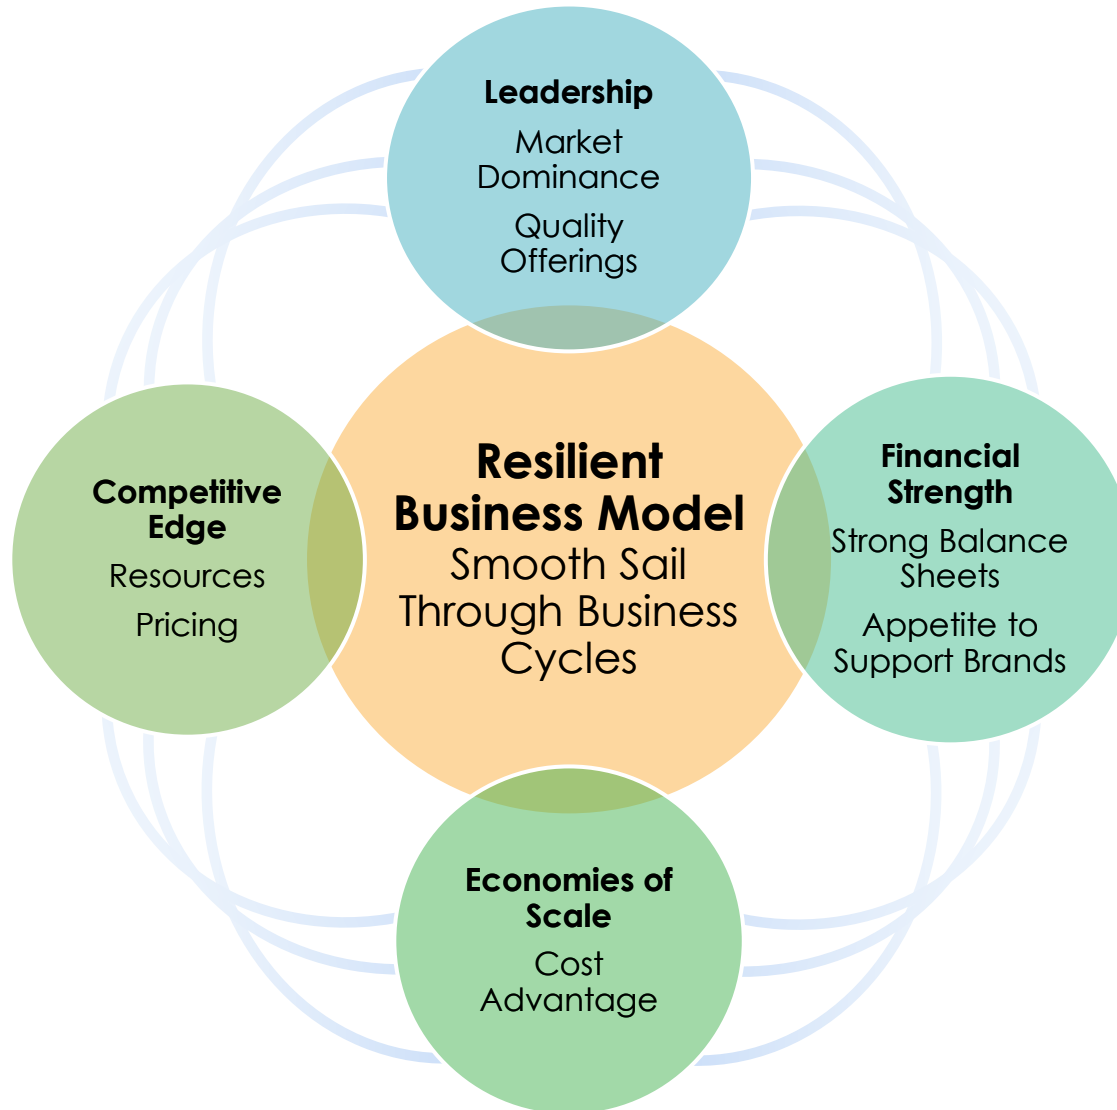 Leadership
Market
Dominance
Quality
Offerings
Competitive
Edge
Resources
Pricing
Resilient
Business Model
Smooth Sail
Through Business
Cycles
Financial
Strength
Strong Balance
Sheets
Appetite to
Support Brands
Economies of
Scale
Cost
Advantage